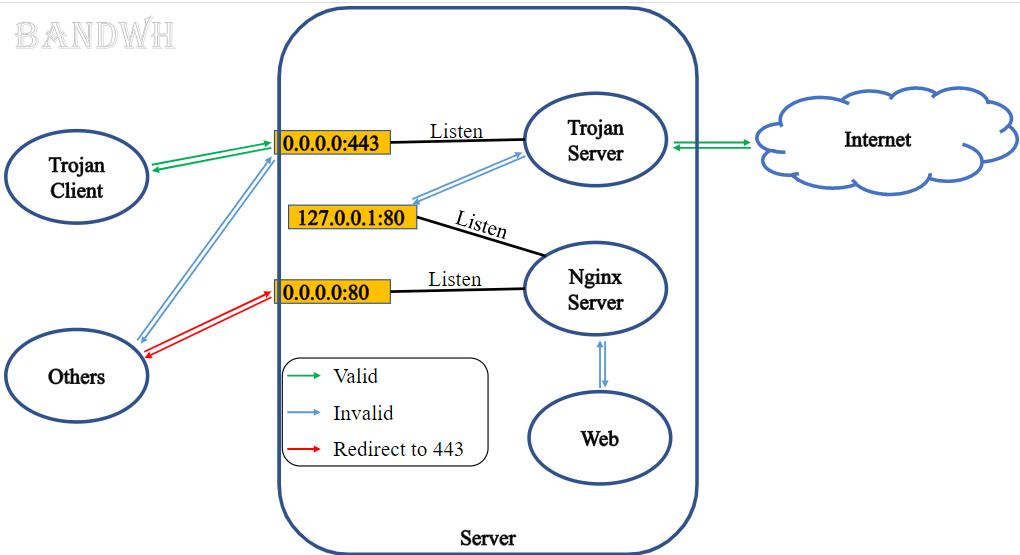 BANDWH
Trojan
Client
0.0.0.0:443
Listen
Trojan
Server
Internet
127.0.0.1:80
Listen
0.0.0.0:80
Listen
Nginx
Server
Others
Valid
Invalid
Redirect to 443
Web
Server